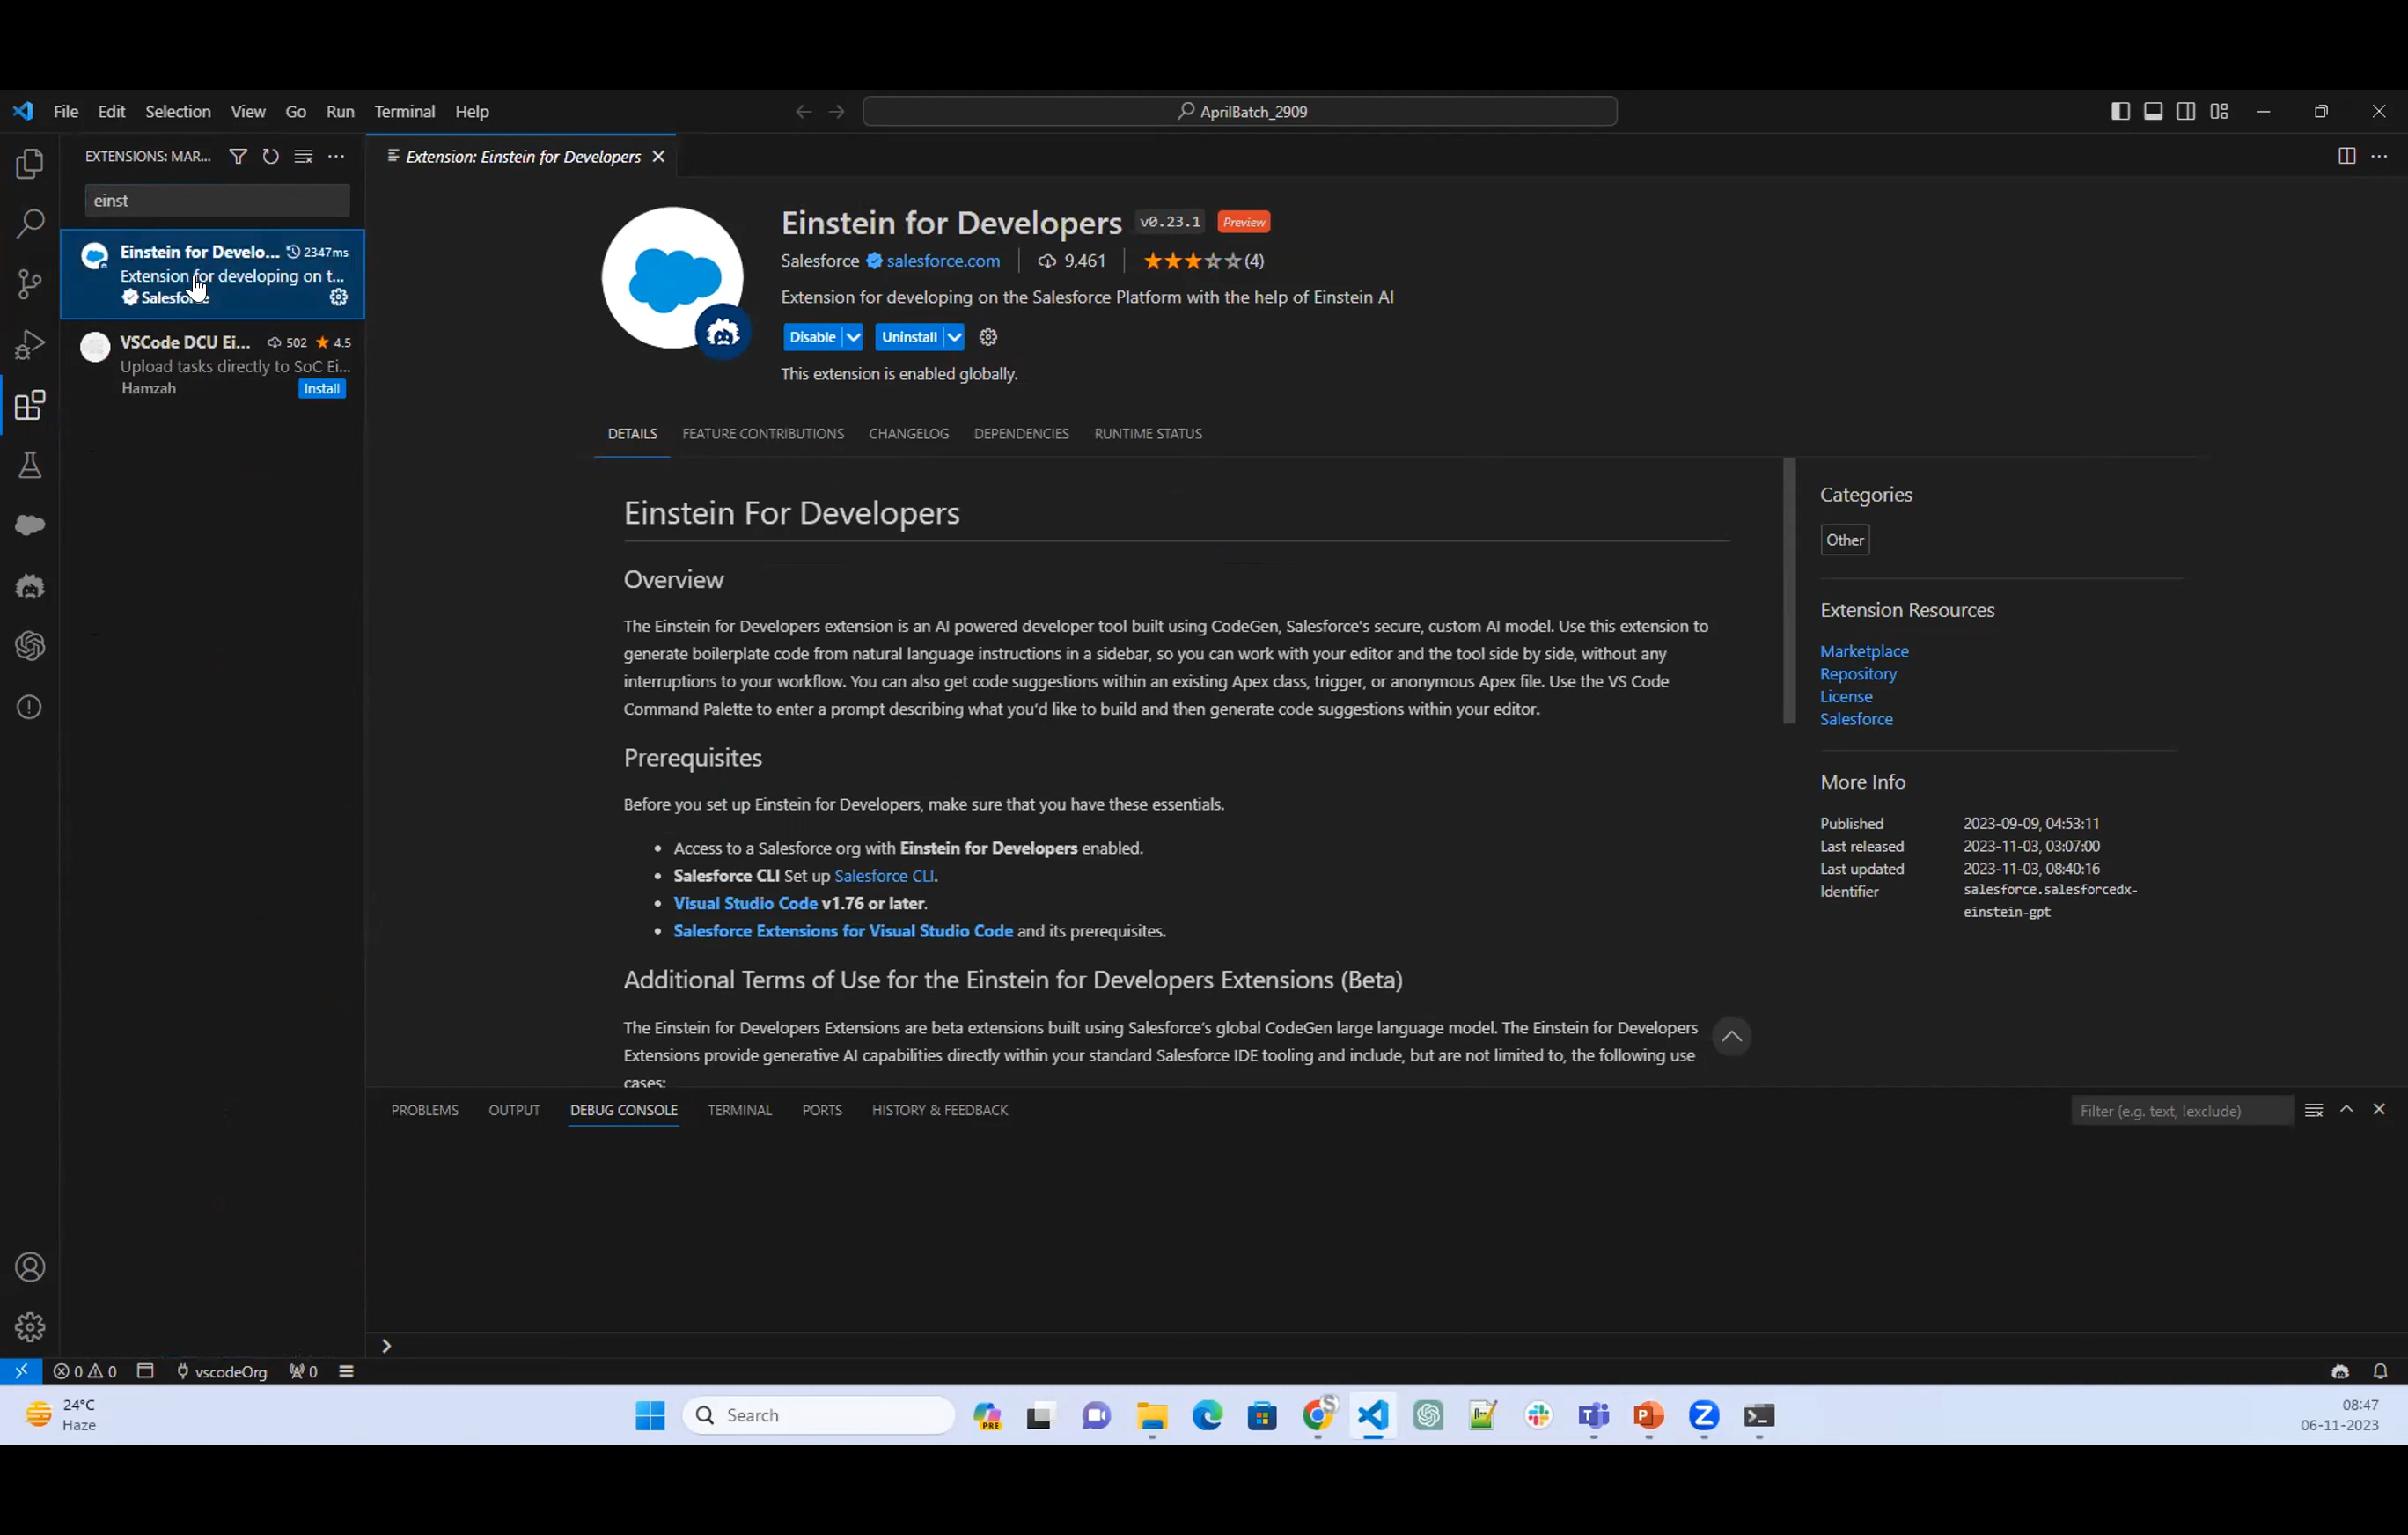 File Edit Selection View Go Run Terminal Help
AprilBatch_2909
EXTENSIONS: MAR...
einst
Einstein for Develo... 2347ms
Extension for developing on t...
Salesforce
VSCode DCU Ei... 502 4.5
Upload tasks directly to SoC Ei...
Hamzah Install
Extension: Einstein for Developers
Einstein for Developers v0.23.1 Preview
Salesforce salesforce.com 9,461 (4)
Extension for developing on the Salesforce Platform with the help of Einstein AI
Disable Uninstall
This extension is enabled globally.
DETAILS FEATURE CONTRIBUTIONS CHANGELOG DEPENDENCIES RUNTIME STATUS
Einstein For Developers
Overview
The Einstein for Developers extension is an AI powered developer tool built using CodeGen, Salesforce's secure, custom AI model. Use this extension to
generate boilerplate code from natural language instructions in a sidebar, so you can work with your editor and the tool side by side, without any
interruptions to your workflow. You can also get code suggestions within an existing Apex class, trigger, or anonymous Apex file. Use the VS Code
Command Palette to enter a prompt describing what you'd like to build and then generate code suggestions within your editor.
Prerequisites
Before you set up Einstein for Developers, make sure that you have these essentials.
• Access to a Salesforce org with Einstein for Developers enabled.
• Salesforce CLI Set up Salesforce CLI.
• Visual Studio Code v1.76 or later.
• Salesforce Extensions for Visual Studio Code and its prerequisites.
Additional Terms of Use for the Einstein for Developers Extensions (Beta)
The Einstein for Developers Extensions are beta extensions built using Salesforce's global CodeGen large language model. The Einstein for Developers
Extensions provide generative AI capabilities directly within your standard Salesforce IDE tooling and include, but are not limited to, the following use
cases:
Categories
Other
Extension Resources
Marketplace
Repository
License
Salesforce
More Info
Published 2023-09-09, 04:53:11
Last released 2023-11-03, 03:07:00
Last updated 2023-11-03, 08:40:16
Identifier salesforce.salesforcedx-
einstein-gpt
PROBLEMS OUTPUT DEBUG CONSOLE TERMINAL PORTS HISTORY & FEEDBACK
Filter (e.g. text, !exclude)
0 0 vscodeOrg 0
24°C
Haze
Search
PRE
08:47
06-11-2023